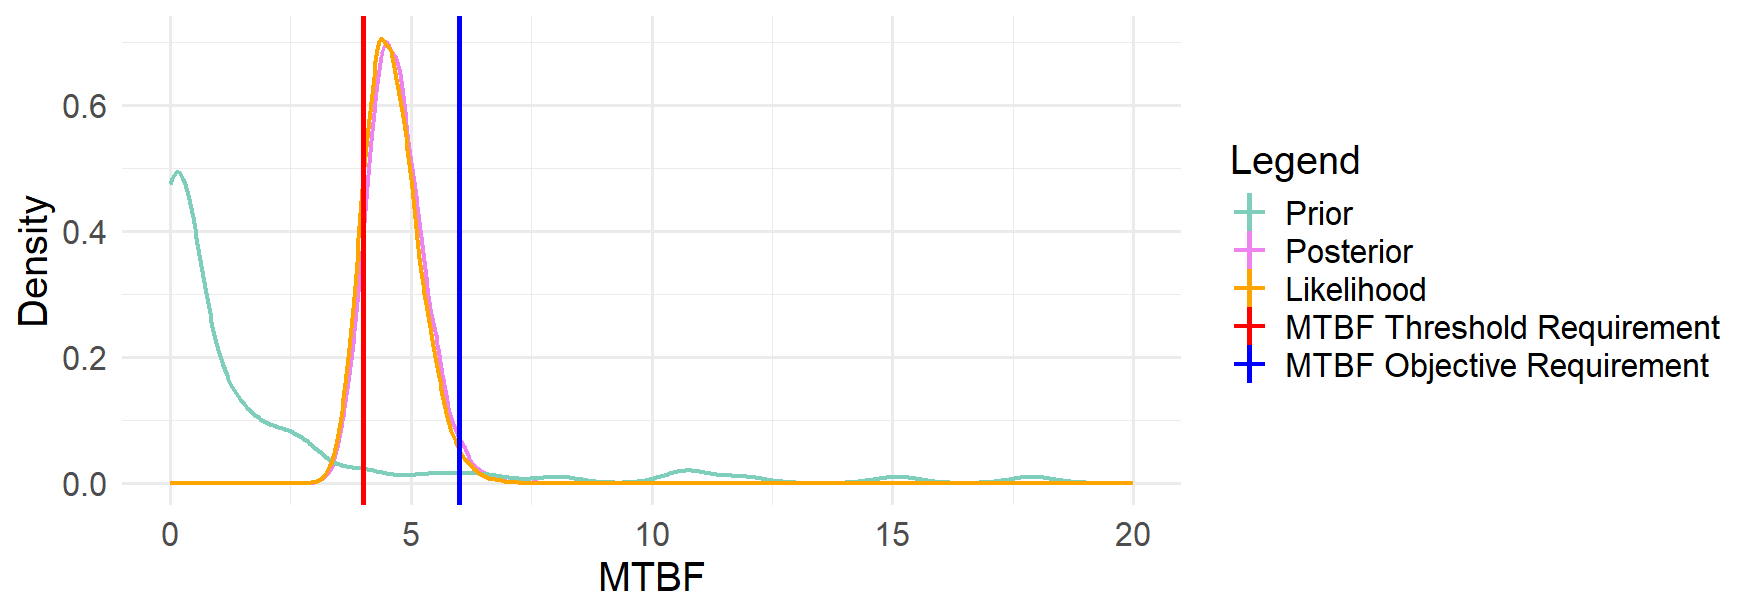 Density
0.6
0.4
0.2
0.0
0
5
10
15
20
MTBF
Legend
Prior
Posterior
Likelihood
MTBF Threshold Requirement
MTBF Objective Requirement